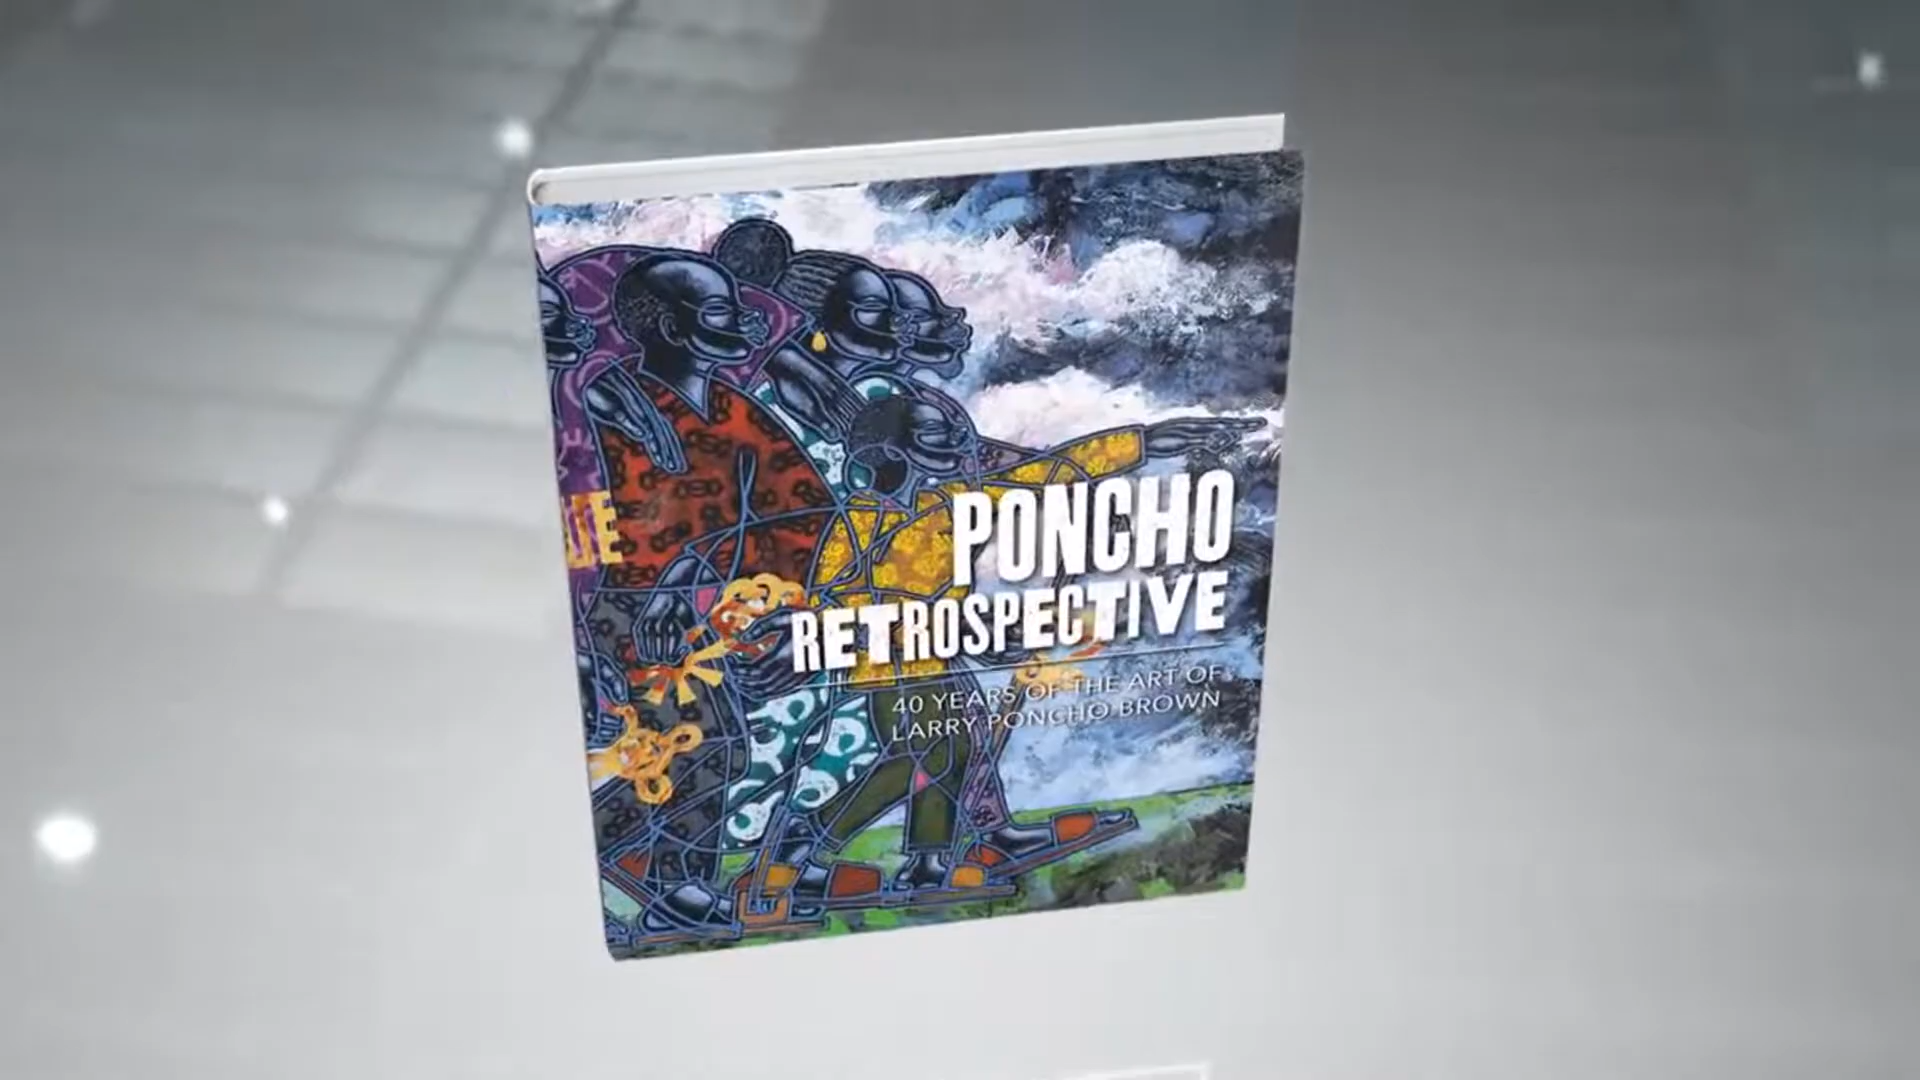 PONCHO
RETROSPECTIVE
40 YEARS OF THE ART OF
LARRY PONCHO BROWN